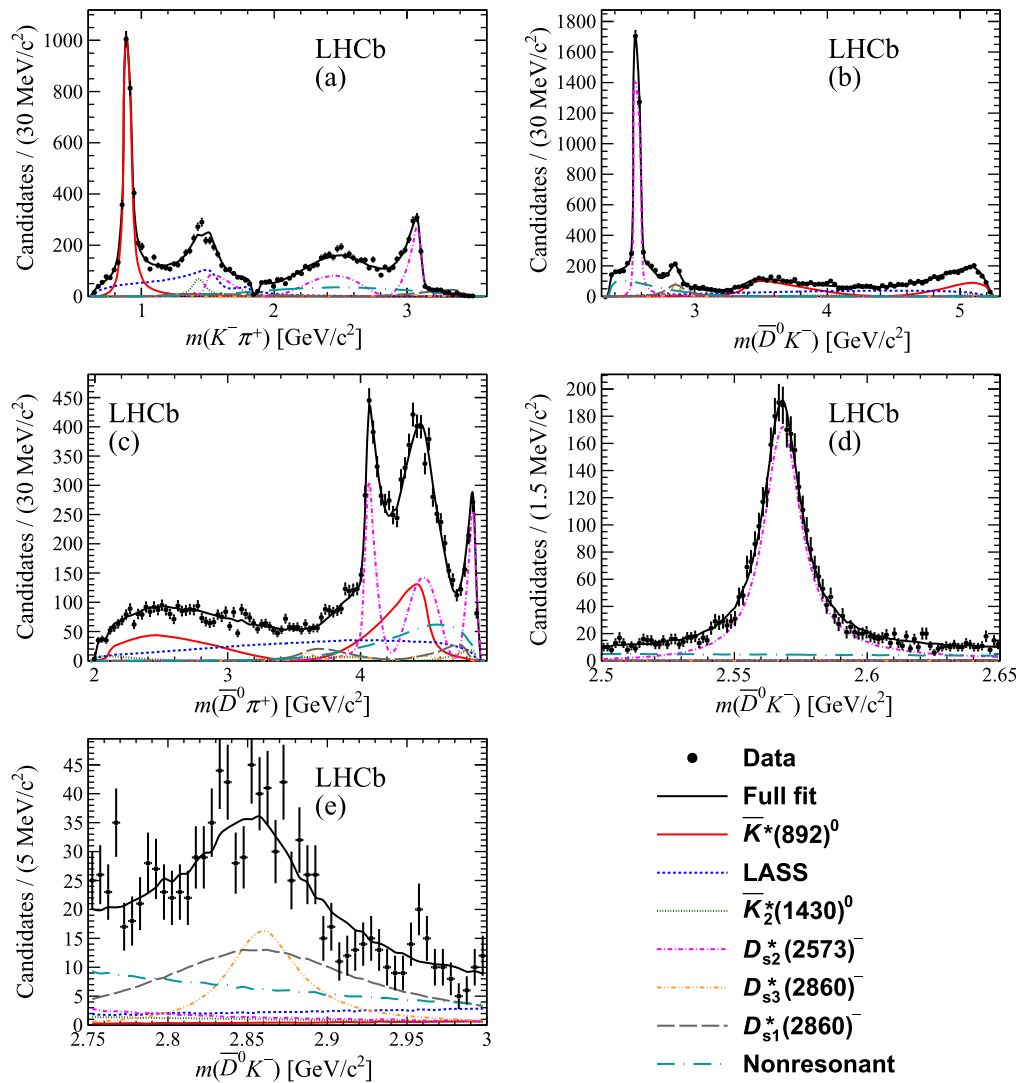 Candidates / (30 MeV/c²)
1000
800
600
400
200
0
LHCb
(a)
1
2
3
m(K⁻π⁺) [GeV/c²]
Candidates / (30 MeV/c²)
1800
1600
1400
1200
1000
800
600
400
200
0
LHCb
(b)
3
4
5
m(D̅⁰K⁻) [GeV/c²]
Candidates / (30 MeV/c²)
450
400
350
300
250
200
150
100
50
0
LHCb
(c)
2
3
4
m(D̅⁰π⁺) [GeV/c²]
Candidates / (1.5 MeV/c²)
200
180
160
140
120
100
80
60
40
20
0
LHCb
(d)
2.5
2.55
2.6
2.65
m(D̅⁰K⁻) [GeV/c²]
Candidates / (5 MeV/c²)
45
40
35
30
25
20
15
10
5
0
LHCb
(e)
2.75
2.8
2.85
2.9
2.95
3
m(D̅⁰K⁻) [GeV/c²]
Data
Full fit
K̅*(892)⁰
LASS
K̅*₂(1430)⁰
D*ₛ₂(2573)⁻
D*ₛ₃(2860)⁻
D*ₛ₁(2860)⁻
Nonresonant